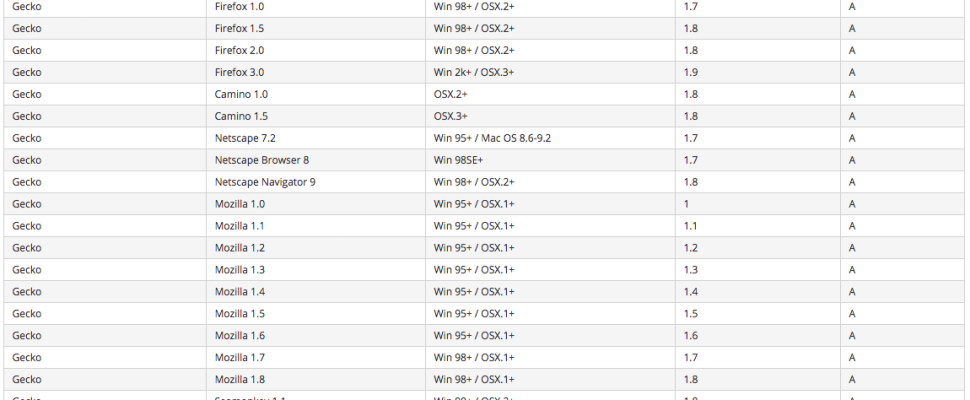 Gecko Firefox 1.0 Win 98+ / OSX.2+ 1.7 A
Gecko Firefox 1.5 Win 98+ / OSX.2+ 1.8 A
Gecko Firefox 2.0 Win 98+ / OSX.2+ 1.8 A
Gecko Firefox 3.0 Win 2k+ / OSX.3+ 1.9 A
Gecko Camino 1.0 OSX.2+ 1.8 A
Gecko Camino 1.5 OSX.3+ 1.8 A
Gecko Netscape 7.2 Win 95+ / Mac OS 8.6-9.2 1.7 A
Gecko Netscape Browser 8 Win 98SE+ 1.7 A
Gecko Netscape Navigator 9 Win 98+ / OSX.2+ 1.8 A
Gecko Mozilla 1.0 Win 95+ / OSX.1+ 1 A
Gecko Mozilla 1.1 Win 95+ / OSX.1+ 1.1 A
Gecko Mozilla 1.2 Win 95+ / OSX.1+ 1.2 A
Gecko Mozilla 1.3 Win 95+ / OSX.1+ 1.3 A
Gecko Mozilla 1.4 Win 95+ / OSX.1+ 1.4 A
Gecko Mozilla 1.5 Win 95+ / OSX.1+ 1.5 A
Gecko Mozilla 1.6 Win 95+ / OSX.1+ 1.6 A
Gecko Mozilla 1.7 Win 98+ / OSX.1+ 1.7 A
Gecko Mozilla 1.8 Win 98+ / OSX.1+ 1.8 A